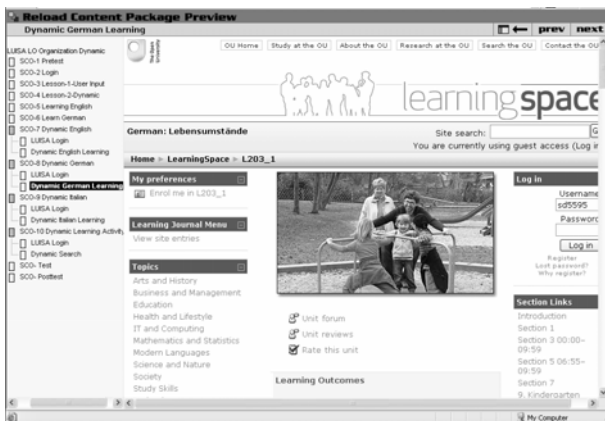 Reload Content Package Preview
Dynamic German Learning
prev next
LUISA LO Organization Dynamic
SCO-1 Pretest
SCO-2 Login
SCO-3 Lesson-1-User Input
SCO-4 Lesson-2-Dynamic
SCO-5 Learning English
SCO-6 Learn German
SCO-7 Dynamic English
LUISA Login
Dynamic English Learning
SCO-8 Dynamic German
LUISA Login
Dynamic German Learning
SCO-9 Dynamic Italian
LUISA Login
Dynamic Italian Learning
SCO-10 Dynamic Learning Activity
LUISA Login
Dynamic Search
SCO- Test
SCO- Posttest
The Open University
OU Home
Study at the OU
About the OU
Research at the OU
Search the OU
Contact the OU
learningspace
German: Lebensumstände
Site search:
G
You are currently using guest access (Log in
Home ► LearningSpace ► L203_1
My preferences
Enrol me in L203_1
Learning Journal Menu
View site entries
Topics
Arts and History
Business and Management
Education
Health and Lifestyle
IT and Computing
Mathematics and Statistics
Modern Languages
Science and Nature
Society
Study Skills
Unit forum
Unit reviews
Rate this unit
Learning Outcomes
Log in
Username
sd5595
Password
Log in
Register
Lost password?
Why register?
Section Links
Introduction
Section 1
Section 3 00:00–
09:59
Section 5 06:55–
09:59
Section 7
9. Kindergarten
My Computer